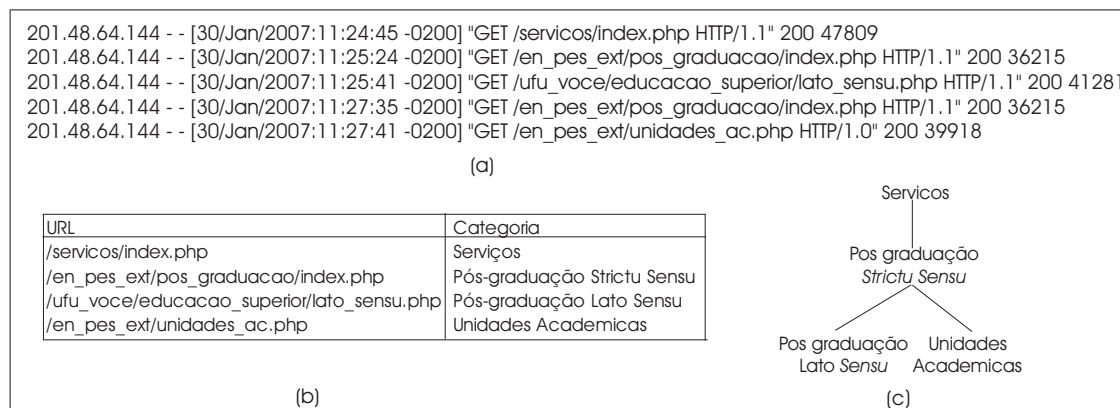 201.48.64.144 - - [30/Jan/2007:11:24:45 -0200] "GET /servicos/index.php HTTP/1.1" 200 47809
201.48.64.144 - - [30/Jan/2007:11:25:24 -0200] "GET /en_pes_ext/pos_graduacao/index.php HTTP/1.1" 200 36215
201.48.64.144 - - [30/Jan/2007:11:25:41 -0200] "GET /ufu_voce/educacao_superior/lato_sensu.php HTTP/1.1" 200 41281
201.48.64.144 - - [30/Jan/2007:11:27:35 -0200] "GET /en_pes_ext/pos_graduacao/index.php HTTP/1.1" 200 36215
201.48.64.144 - - [30/Jan/2007:11:27:41 -0200] "GET /en_pes_ext/unidades_ac.php HTTP/1.0" 200 39918
(a)
URL Categoria
/servicos/index.php Serviços
/en_pes_ext/pos_graduacao/index.php Pós-graduação Strictu Sensu
/ufu_voce/educacao_superior/lato_sensu.php Pós-graduação Lato Sensu
/en_pes_ext/unidades_ac.php Unidades Academicas
(b)
Servicos
Pos graduação
Strictu Sensu
Pos graduação Unidades
Lato Sensu Academicas
(c)